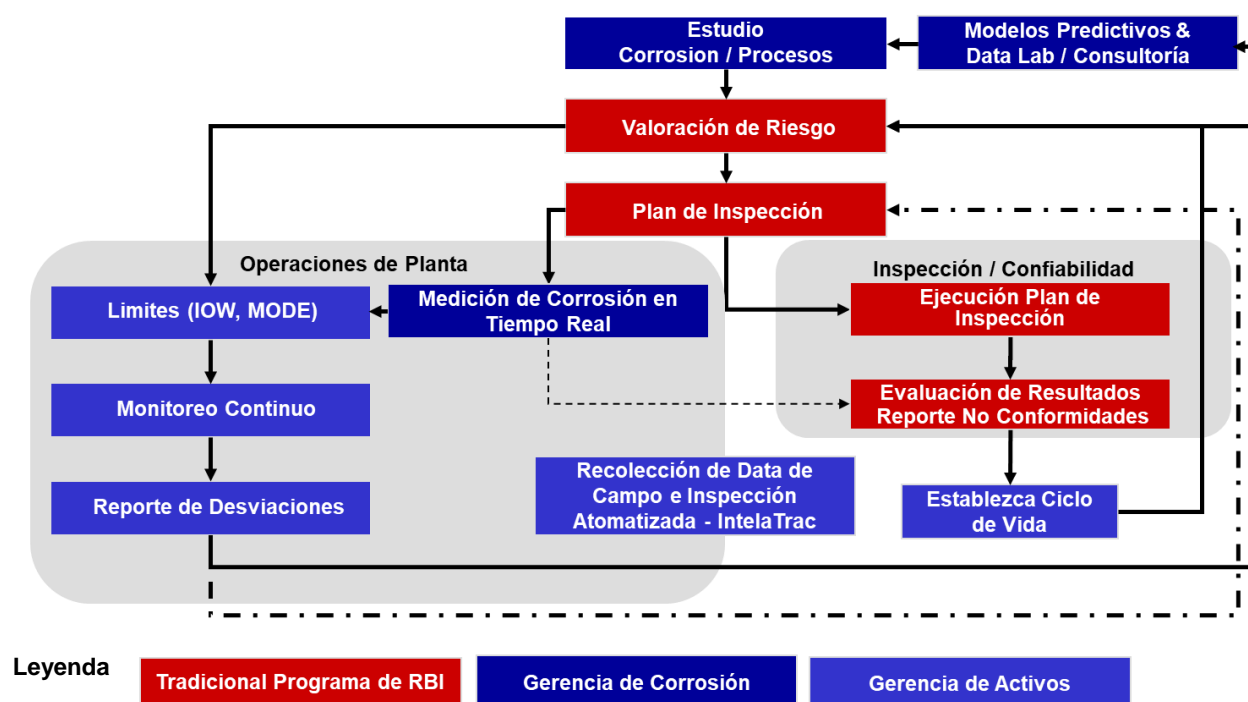 Estudio
Corrosion / Procesos
Modelos Predictivos &
Data Lab / Consultoría
Valoración de Riesgo
Plan de Inspección
Operaciones de Planta
Inspección / Confiabilidad
Limites (IOW, MODE)
Medición de Corrosión en
Tiempo Real
Ejecución Plan de
Inspección
Monitoreo Continuo
Evaluación de Resultados
Reporte No Conformidades
Reporte de Desviaciones
Recolección de Data de
Campo e Inspección
Atomatizada - IntelaTrac
Establezca Ciclo
de Vida
Leyenda
Tradicional Programa de RBI
Gerencia de Corrosión
Gerencia de Activos